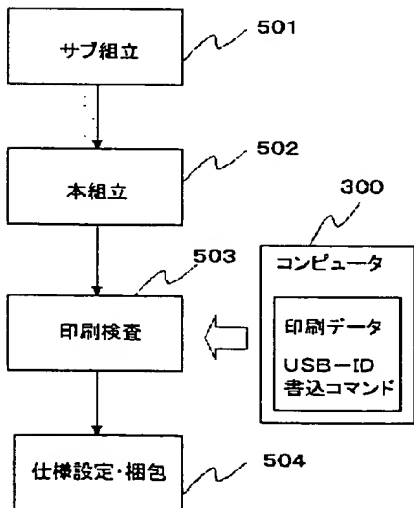 501
サブ組立
502
本組立
300
503
コンピュータ
印刷検査
印刷データ
USB-ID
書込コマンド
仕様設定・梱包
504